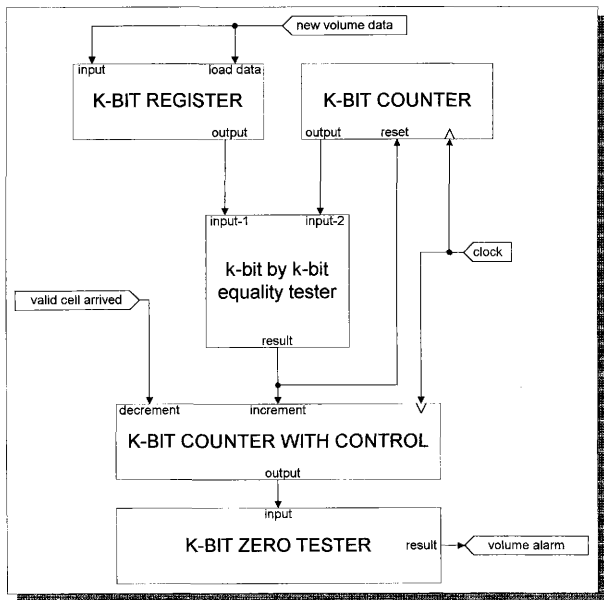 new volume data
input
load data
K-BIT REGISTER
output
K-BIT COUNTER
output
reset
input-1
input-2
k-bit by k-bit
equality tester
result
clock
valid cell arrived
decrement
increment
K-BIT COUNTER WITH CONTROL
output
input
K-BIT ZERO TESTER
result
volume alarm